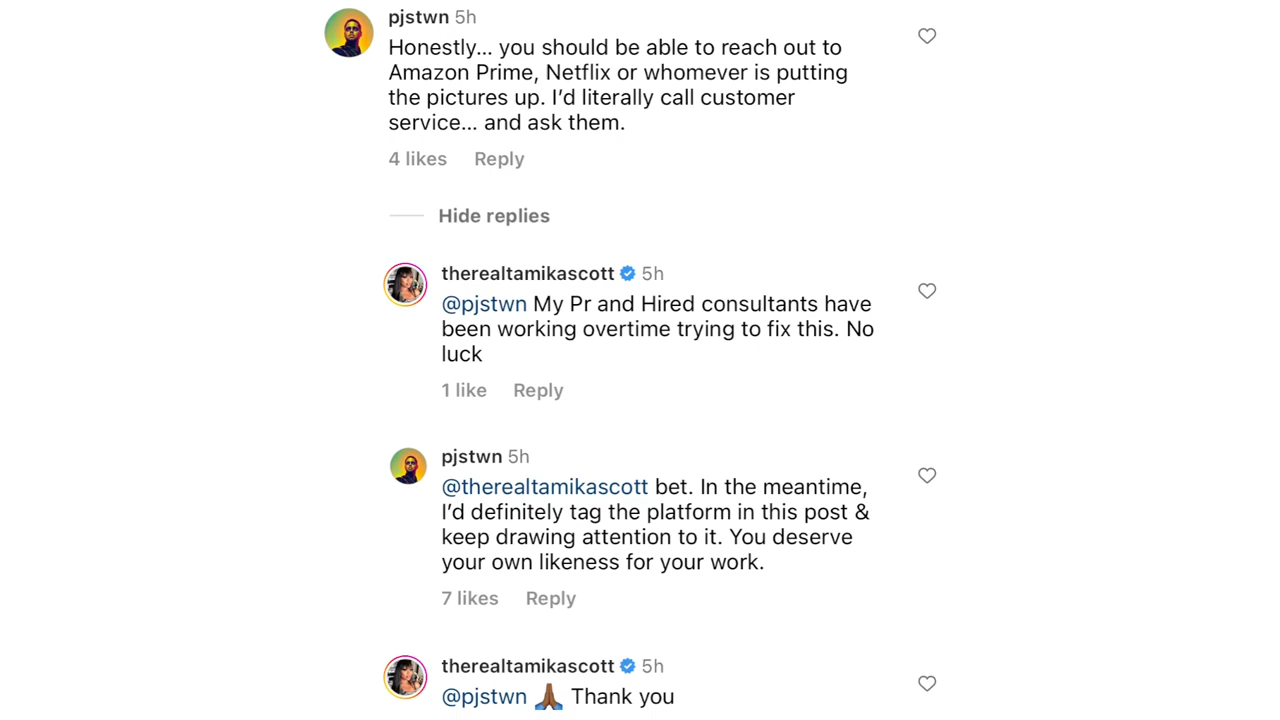 pjstwn 5h
Honestly... you should be able to reach out to
Amazon Prime, Netflix or whomever is putting
the pictures up. I'd literally call customer
service... and ask them.
4 likes Reply
Hide replies
therealtamikascott 5h
@pjstwn My Pr and Hired consultants have
been working overtime trying to fix this. No
luck
1 like Reply
pjstwn 5h
@therealtamikascott bet. In the meantime,
I'd definitely tag the platform in this post &
keep drawing attention to it. You deserve
your own likeness for your work.
7 likes Reply
therealtamikascott 5h
@pjstwn 🙏🏾 Thank you